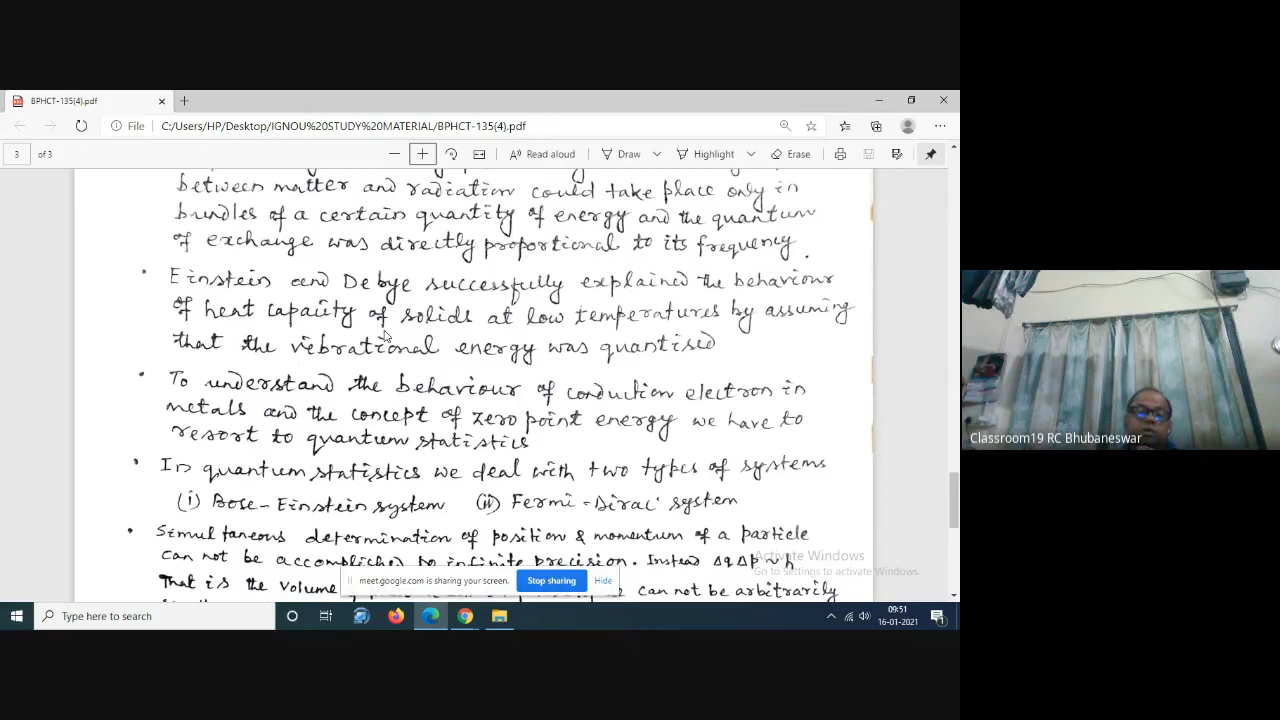 BPHCT-135(4).pdf
File C:/Users/HP/Desktop/IGNOU%20STUDY%20MATERIAL/BPHCT-135(4).pdf
3 of 3 Read aloud Draw Highlight Erase
between matter and radiation could take place only in
bundles of a certain quantity of energy and the quantum
of exchange was directly proportional to its frequency.
• Einstein and Debye successfully explained the behaviour
of heat capacity of solids at low temperatures by assuming
that the vibrational energy was quantised
• To understand the behaviour of conduction electron in
metals and the concept of zero point energy we have to
resort to quantum statistics
• In quantum statistics we deal with two types of systems
(i) Bose-Einstein system (ii) Fermi-Dirac system
• Simultaneous determination of position & momentum of a particle
can not be accomplished to infinite precision. Instead Δq Δp ~ h
That is the volume can not be arbitrarily
Activate Windows
Go to Settings to activate Windows.
meet.google.com is sharing your screen. Stop sharing Hide
Type here to search
09:51
16-01-2021
Classroom19 RC Bhubaneswar